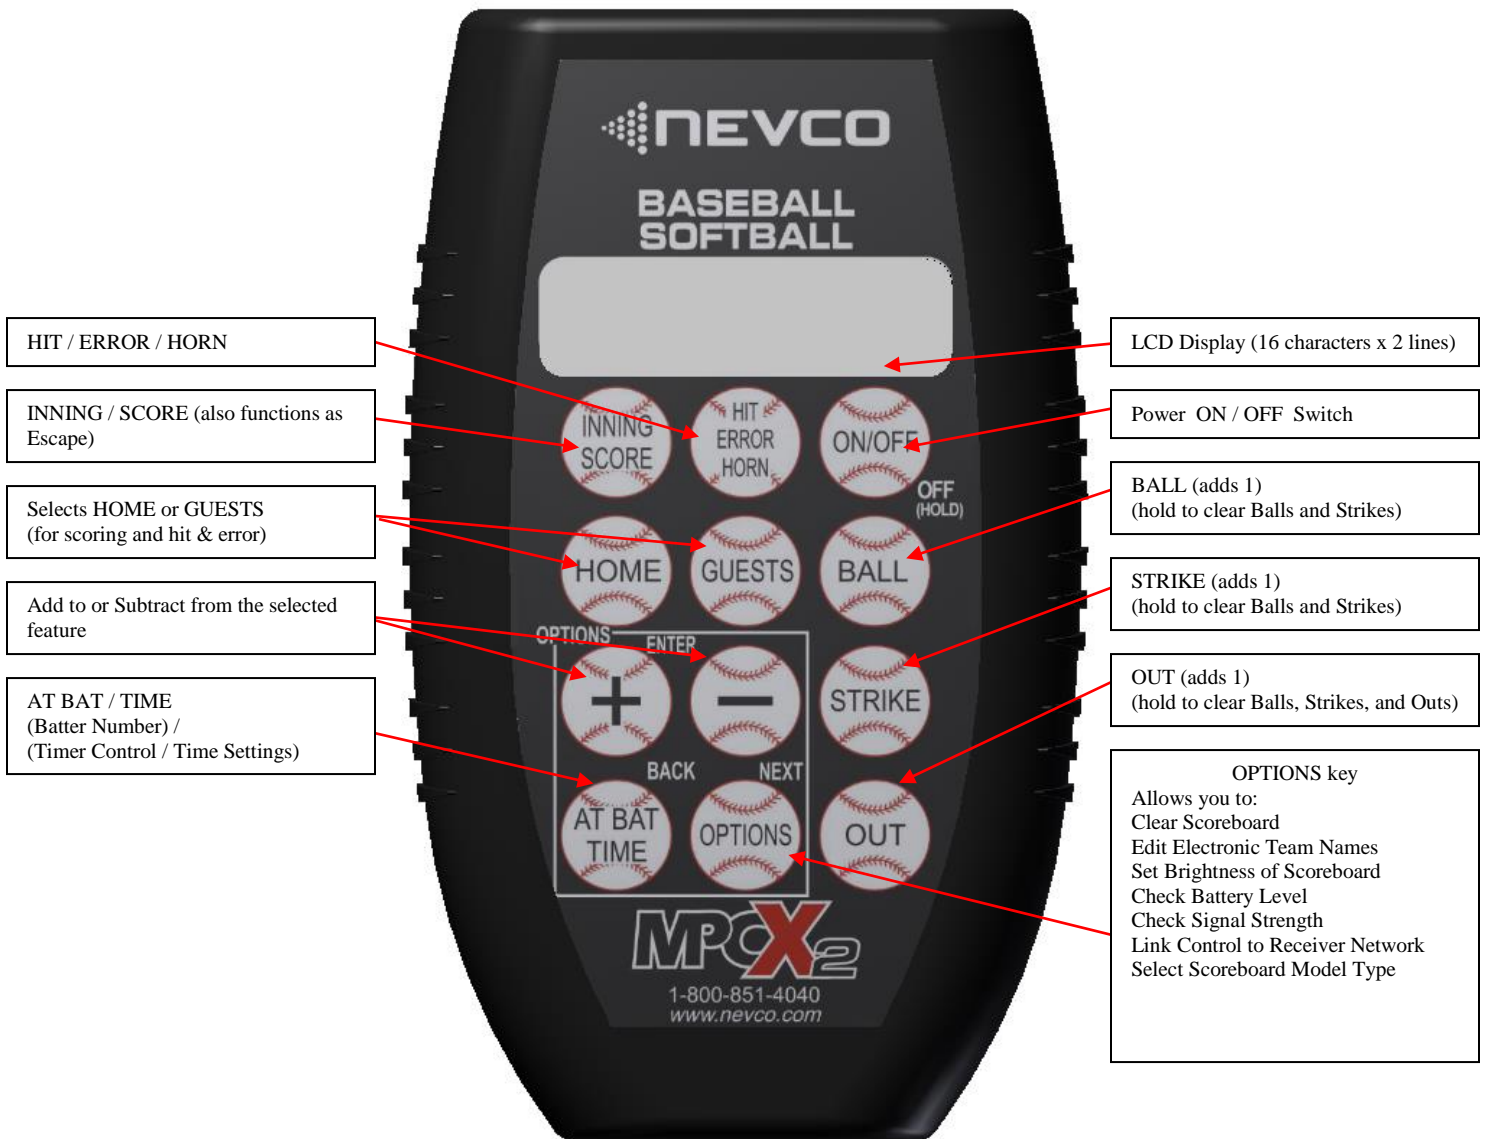 NEVCO
BASEBALL
SOFTBALL
HIT / ERROR / HORN
INNING / SCORE (also functions as
Escape)
Selects HOME or GUESTS
(for scoring and hit & error)
Add to or Subtract from the selected
feature
AT BAT / TIME
(Batter Number) /
(Timer Control / Time Settings)
INNING
SCORE
HIT
ERROR
HORN
ON/OFF
OFF
(HOLD)
HOME
GUESTS
BALL
OPTIONS
ENTER
+
−
STRIKE
BACK
NEXT
AT BAT
TIME
OPTIONS
OUT
MPCX2
1-800-851-4040
www.nevco.com
LCD Display (16 characters x 2 lines)
Power ON / OFF Switch
BALL (adds 1)
(hold to clear Balls and Strikes)
STRIKE (adds 1)
(hold to clear Balls and Strikes)
OUT (adds 1)
(hold to clear Balls, Strikes, and Outs)
OPTIONS key
Allows you to:
Clear Scoreboard
Edit Electronic Team Names
Set Brightness of Scoreboard
Check Battery Level
Check Signal Strength
Link Control to Receiver Network
Select Scoreboard Model Type